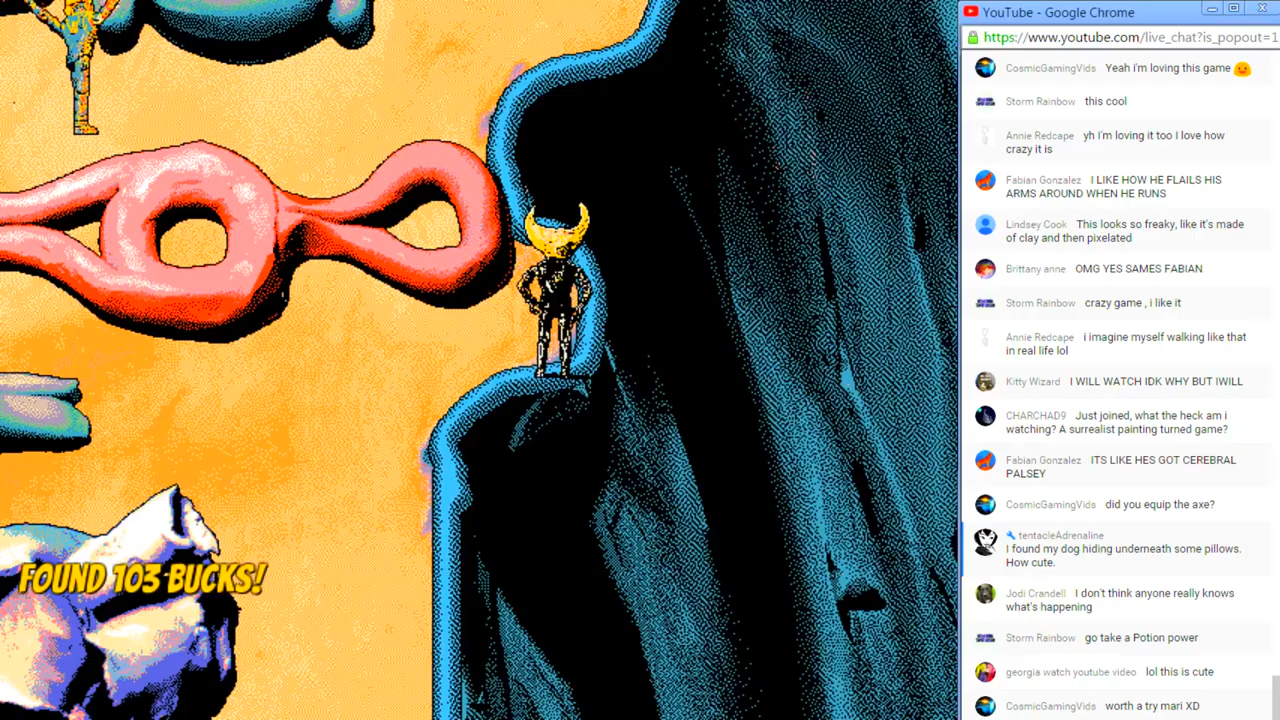 YouTube - Google Chrome
https://www.youtube.com/live_chat?is_popout=1
CosmicGamingVids Yeah i'm loving this game
Storm Rainbow this cool
Annie Redcape yh I'm loving it too I love how
crazy it is
Fabian Gonzalez I LIKE HOW HE FLAILS HIS
ARMS AROUND WHEN HE RUNS
Lindsey Cook This looks so freaky, like it's made
of clay and then pixelated
Brittany anne OMG YES SAMES FABIAN
Storm Rainbow crazy game , i like it
Annie Redcape i imagine myself walking like that
in real life lol
Kitty Wizard I WILL WATCH IDK WHY BUT IWILL
CHARCHAD9 Just joined, what the heck am i
watching? A surrealist painting turned game?
Fabian Gonzalez ITS LIKE HES GOT CEREBRAL
PALSEY
CosmicGamingVids did you equip the axe?
tentacleAdrenaline
I found my dog hiding underneath some pillows.
How cute.
Jodi Crandell I don't think anyone really knows
what's happening
Storm Rainbow go take a Potion power
georgia watch youtube video lol this is cute
CosmicGamingVids worth a try mari XD
FOUND 103 BUCKS!